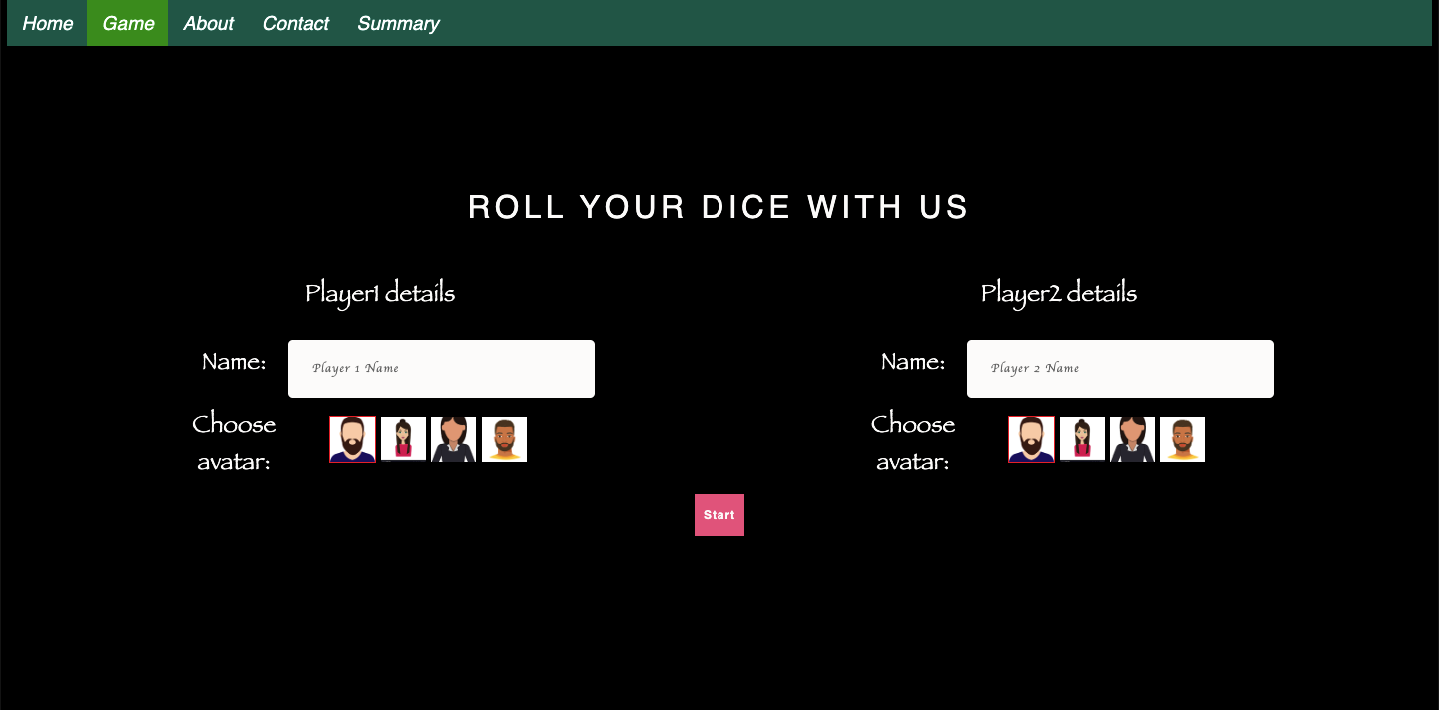 Home Game About Contact Summary
ROLL YOUR DICE WITH US
Player1 details
Name: Player 1 Name
Choose
avatar:
Player2 details
Name: Player 2 Name
Choose
avatar:
Start